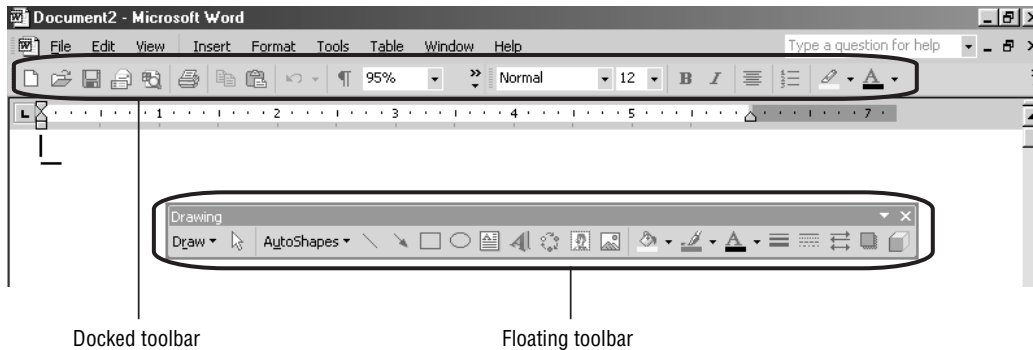 Document2 - Microsoft Word
File Edit View Insert Format Tools Table Window Help Type a question for help
95% Normal 12 B I
1 2 3 4 5 7
Drawing
Draw AutoShapes
Docked toolbar Floating toolbar